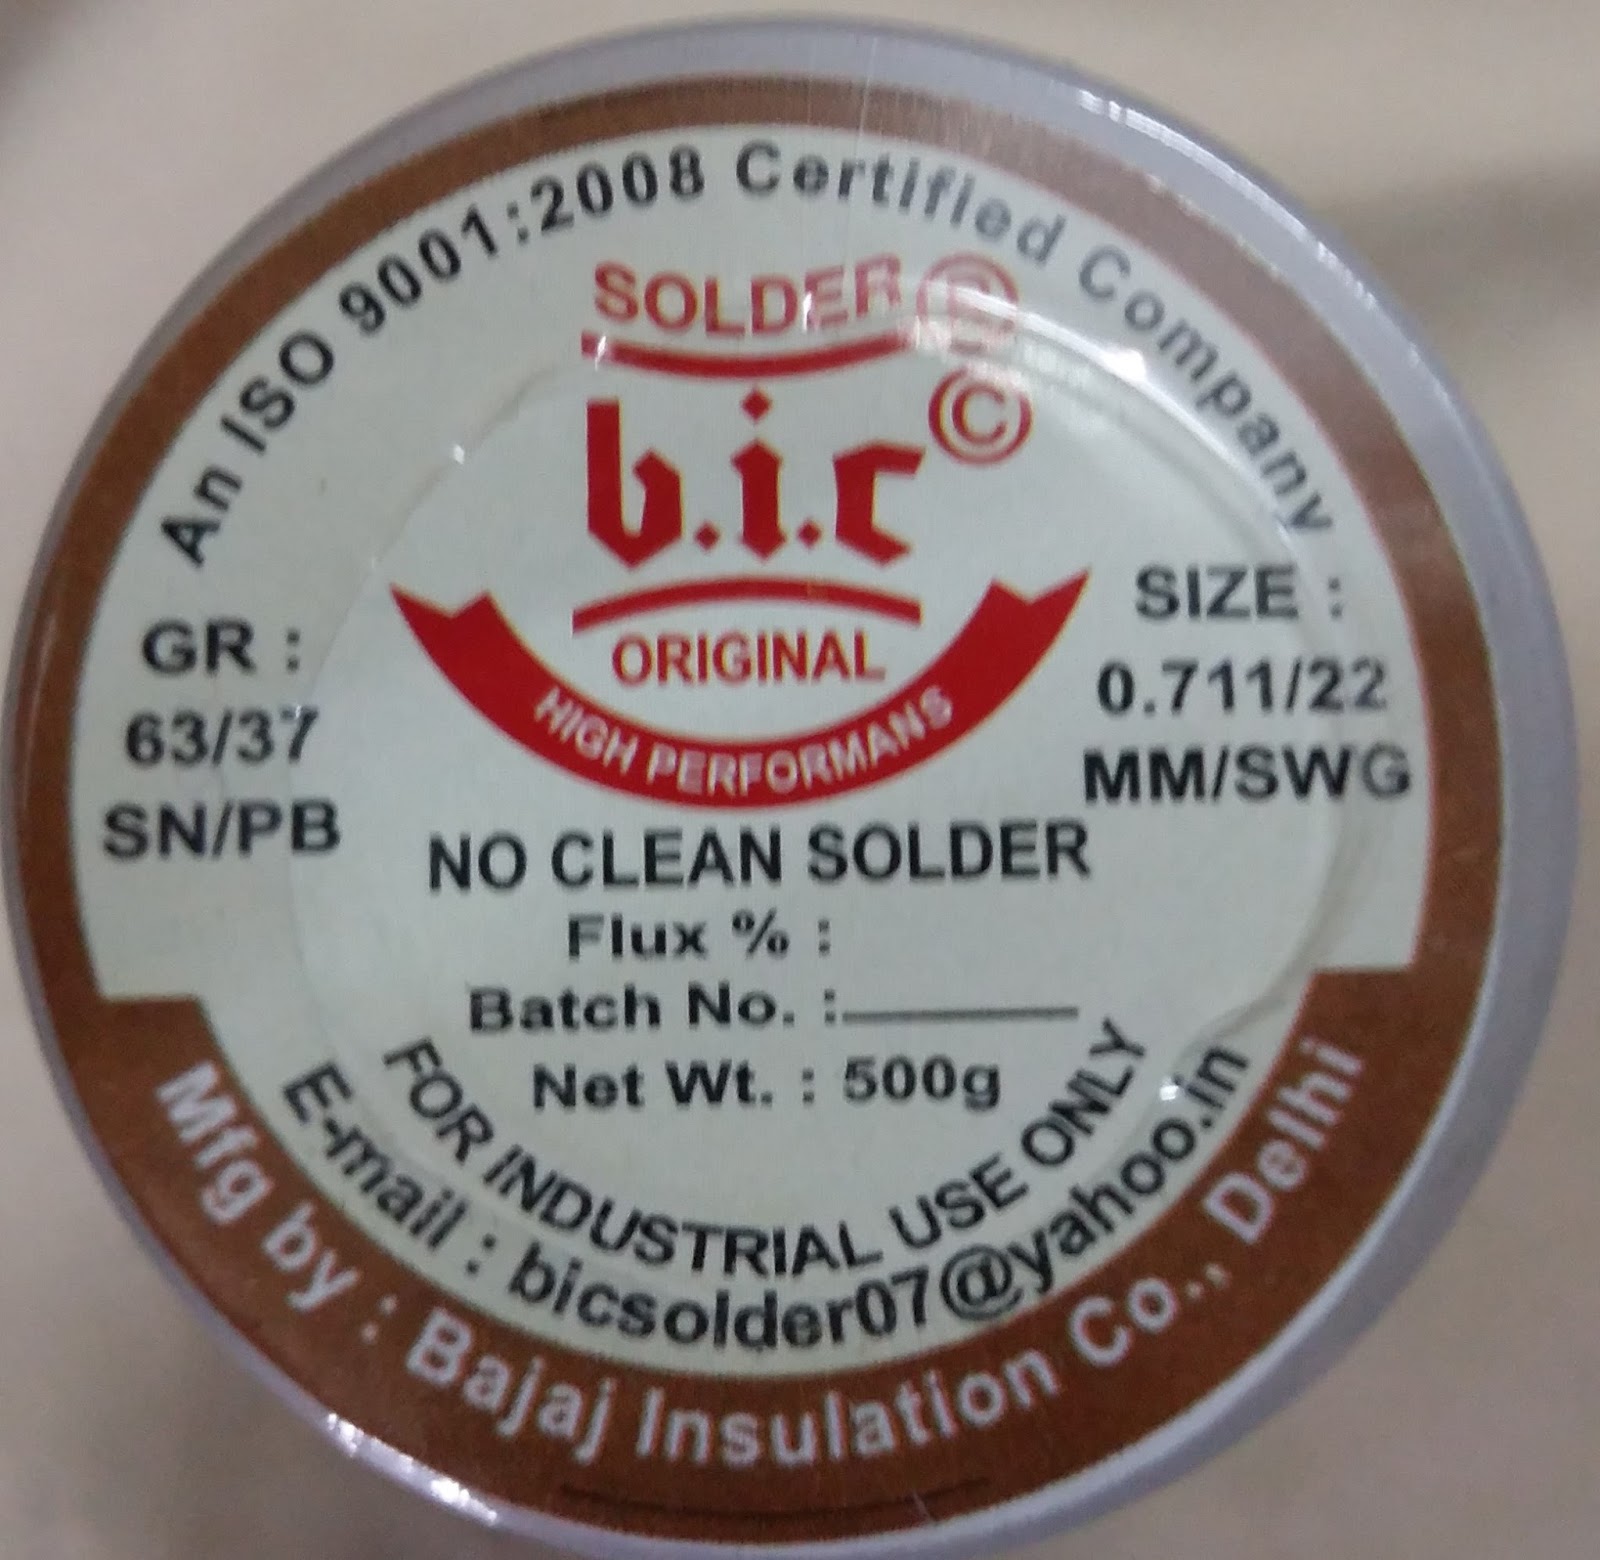 An ISO 9001:2008 Certified Company
SOLDER ®
b.i.c ©
ORIGINAL
HIGH PERFORMANS
GR :
63/37
SN/PB
SIZE :
0.711/22
MM/SWG
NO CLEAN SOLDER
Flux % :
Batch No. :
Net Wt. : 500g
FOR INDUSTRIAL USE ONLY
E-mail : bicsolder07@yahoo.in
Mfg by : Bajaj Insulation Co., Delhi